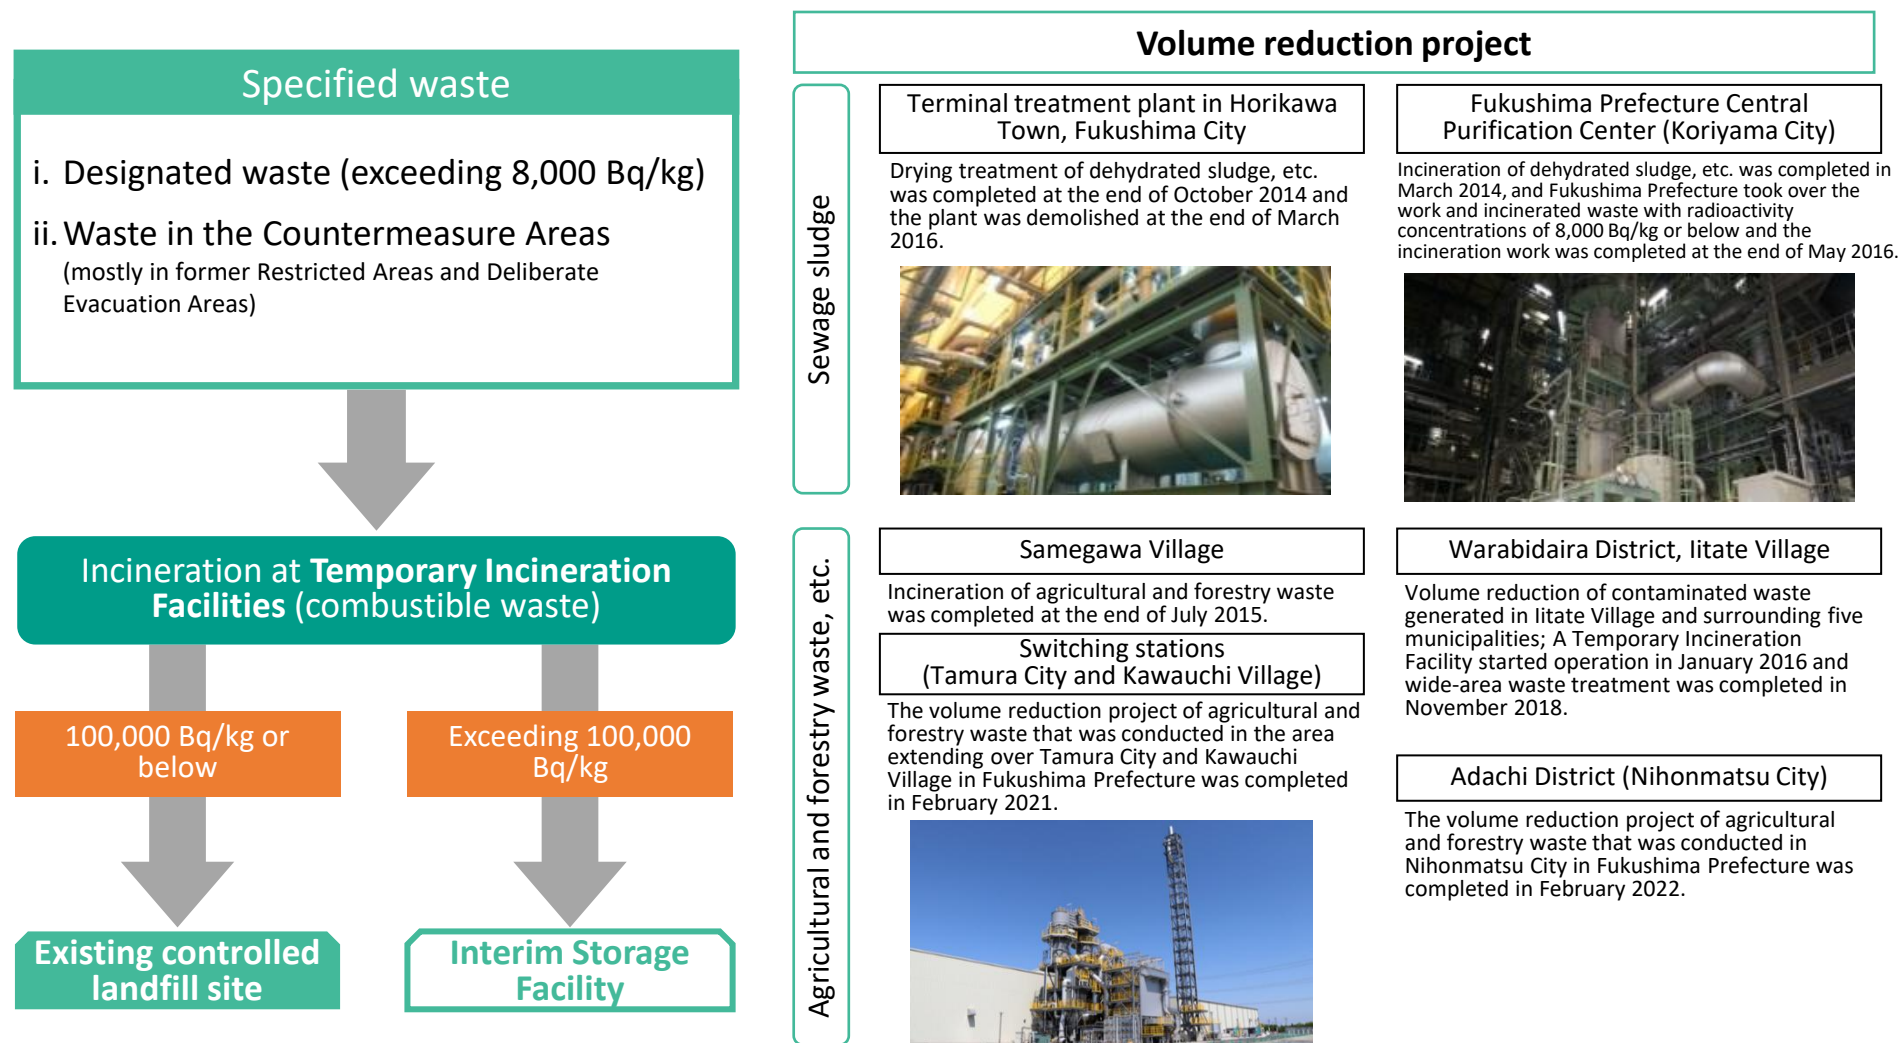 Specified waste
i. Designated waste (exceeding 8,000 Bq/kg)
ii. Waste in the Countermeasure Areas
(mostly in former Restricted Areas and Deliberate
Evacuation Areas)
Incineration at Temporary Incineration
Facilities (combustible waste)
100,000 Bq/kg or
below
Exceeding 100,000
Bq/kg
Existing controlled
landfill site
Interim Storage
Facility
Volume reduction project
Sewage sludge
Terminal treatment plant in Horikawa
Town, Fukushima City
Drying treatment of dehydrated sludge, etc.
was completed at the end of October 2014 and
the plant was demolished at the end of March
2016.
Fukushima Prefecture Central
Purification Center (Koriyama City)
Incineration of dehydrated sludge, etc. was completed in
March 2014, and Fukushima Prefecture took over the
work and incinerated waste with radioactivity
concentrations of 8,000 Bq/kg or below and the
incineration work was completed at the end of May 2016.
Agricultural and forestry waste, etc.
Samegawa Village
Incineration of agricultural and forestry waste
was completed at the end of July 2015.
Switching stations
(Tamura City and Kawauchi Village)
The volume reduction project of agricultural and
forestry waste that was conducted in the area
extending over Tamura City and Kawauchi
Village in Fukushima Prefecture was completed
in February 2021.
Warabidaira District, Iitate Village
Volume reduction of contaminated waste
generated in Iitate Village and surrounding five
municipalities; A Temporary Incineration
Facility started operation in January 2016 and
wide-area waste treatment was completed in
November 2018.
Adachi District (Nihonmatsu City)
The volume reduction project of agricultural
and forestry waste that was conducted in
Nihonmatsu City in Fukushima Prefecture was
completed in February 2022.